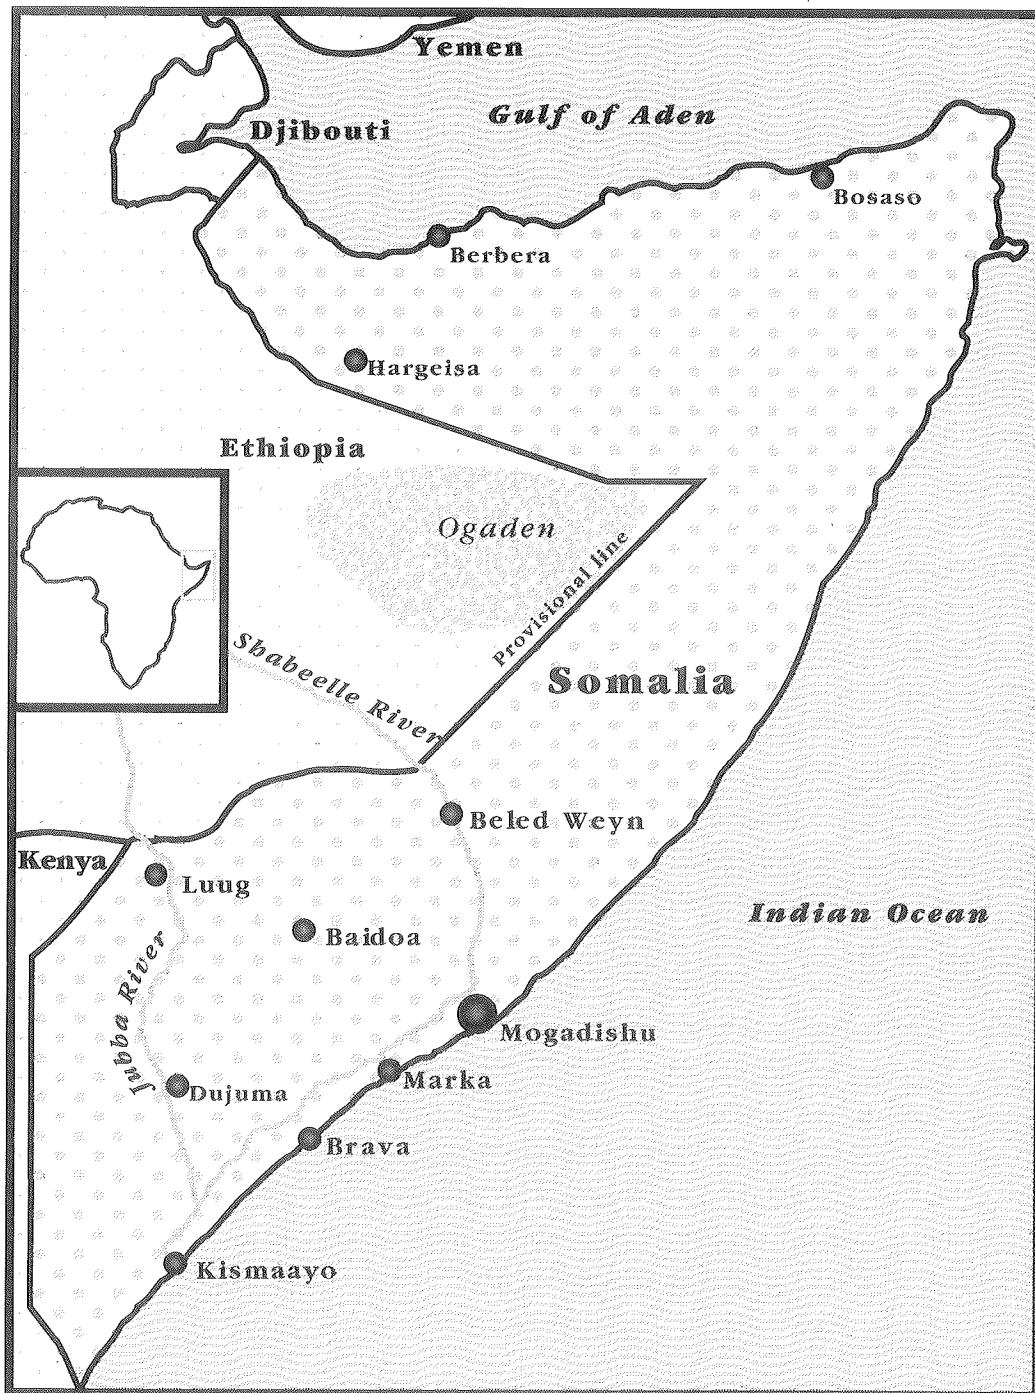 Yemen
Gulf of Aden
Djibouti
Bosaso
Berbera
Hargeisa
Ethiopia
Ogaden
Provisional line
Shabeelle River
Somalia
Beled Weyn
Kenya
Luug
Indian Ocean
Baidoa
Jubba River
Mogadishu
Marka
Dujuma
Brava
Kismaayo